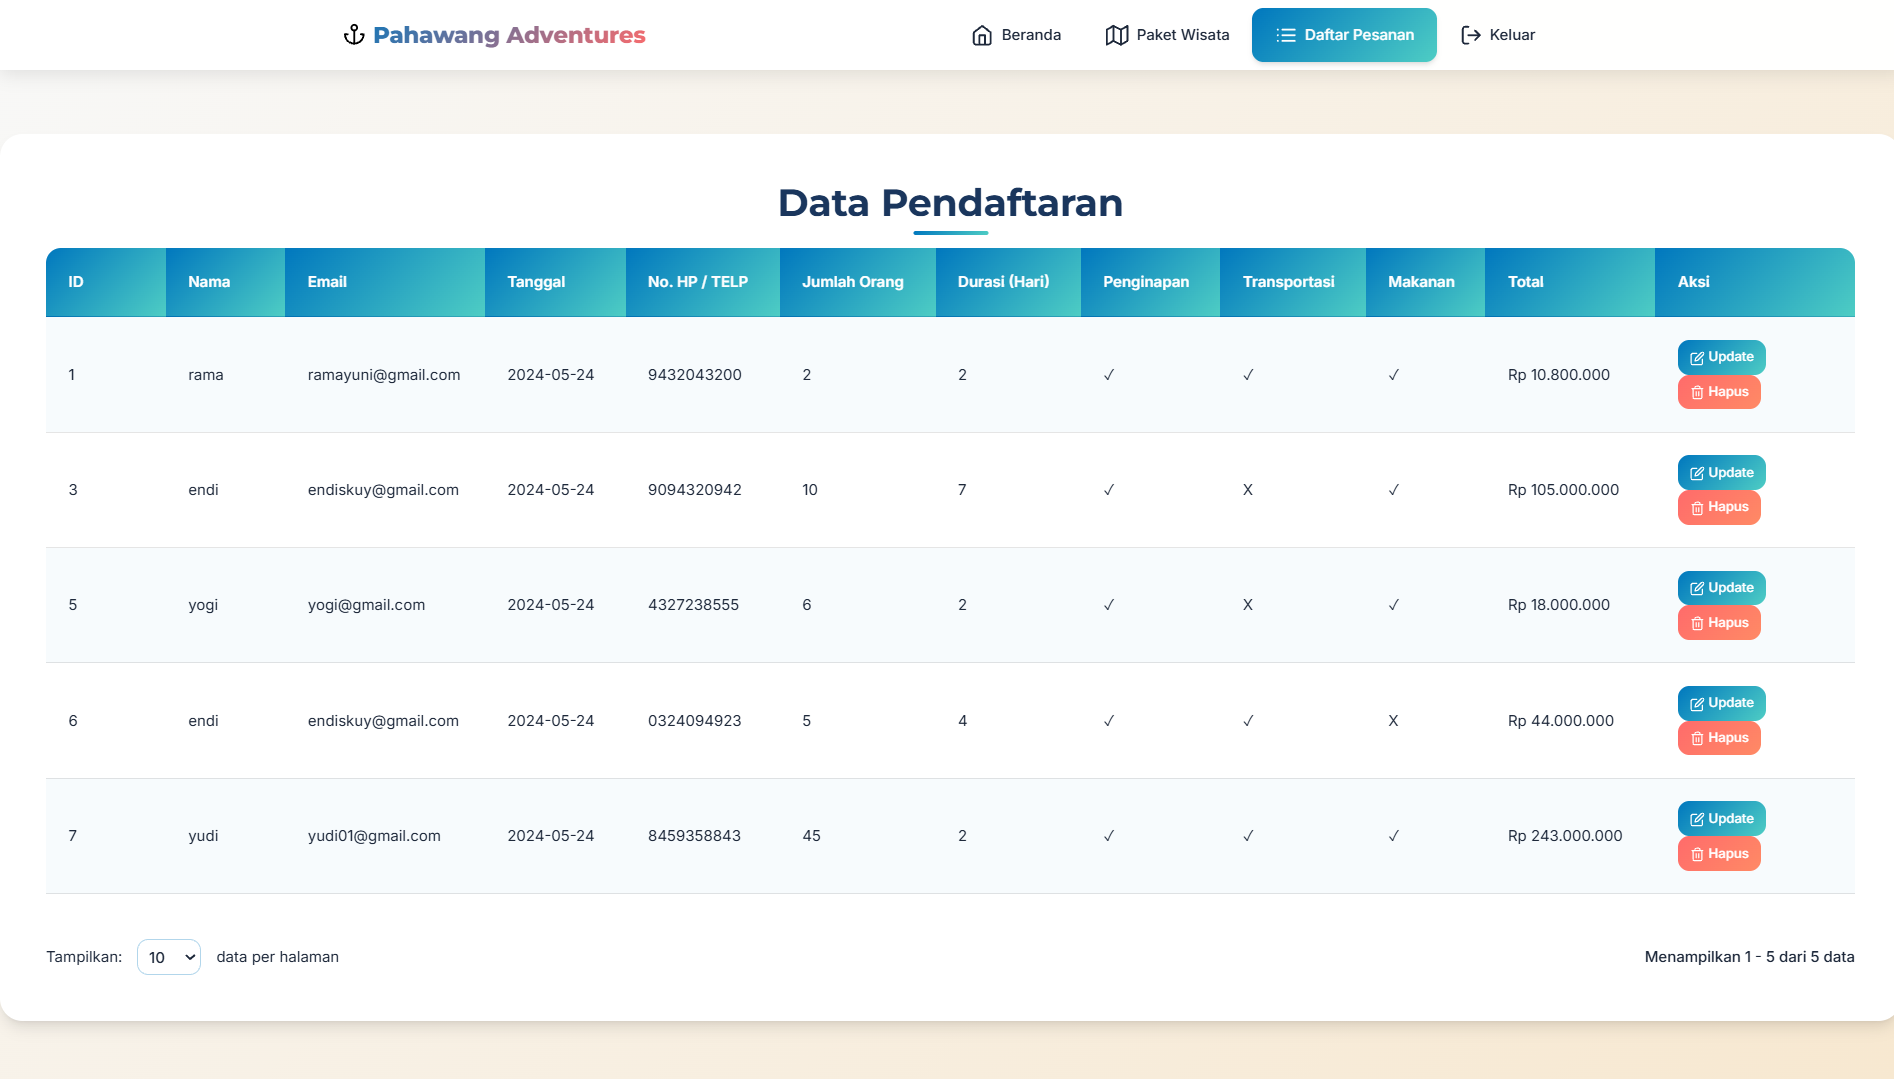 Pahawang Adventures Beranda Paket Wisata Daftar Pesanan Keluar
Data Pendaftaran
ID Nama Email Tanggal No. HP / TELP Jumlah Orang Durasi (Hari) Penginapan Transportasi Makanan Total Aksi
1 rama ramayuni@gmail.com 2024-05-24 9432043200 2 2 ✓ ✓ ✓ Rp 10.800.000 Update
Hapus
3 endi endiskuy@gmail.com 2024-05-24 9094320942 10 7 ✓ X ✓ Rp 105.000.000 Update
Hapus
5 yogi yogi@gmail.com 2024-05-24 4327238555 6 2 ✓ X ✓ Rp 18.000.000 Update
Hapus
6 endi endiskuy@gmail.com 2024-05-24 0324094923 5 4 ✓ ✓ X Rp 44.000.000 Update
Hapus
7 yudi yudi01@gmail.com 2024-05-24 8459358843 45 2 ✓ ✓ ✓ Rp 243.000.000 Update
Hapus
Tampilkan: 10 data per halaman Menampilkan 1 - 5 dari 5 data